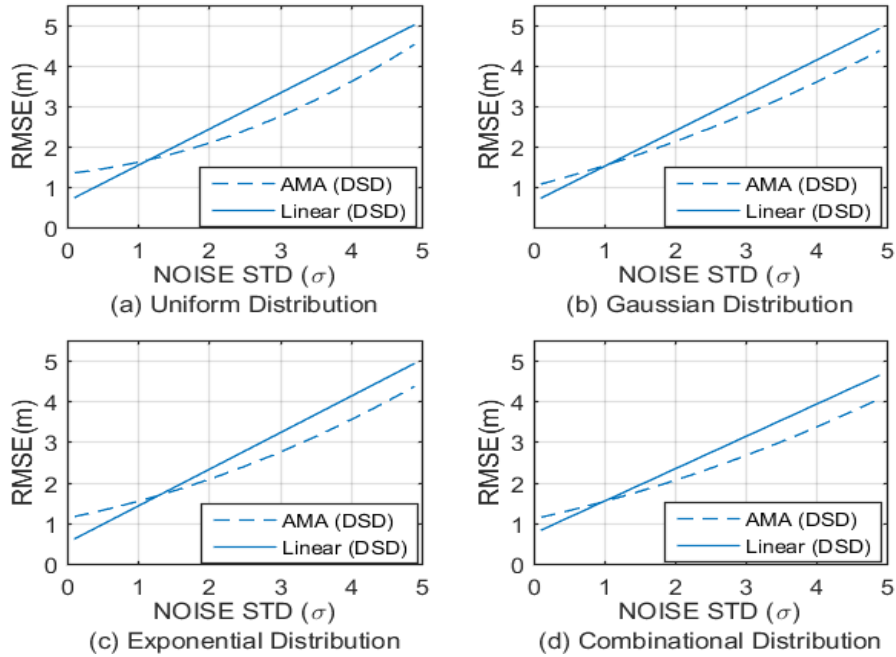 5
4
3
2
1
0
RMSE(m)
AMA (DSD)
Linear (DSD)
0 1 2 3 4 5
NOISE STD (σ)
(a) Uniform Distribution
5
4
3
2
1
0
RMSE(m)
AMA (DSD)
Linear (DSD)
0 1 2 3 4 5
NOISE STD (σ)
(b) Gaussian Distribution
5
4
3
2
1
0
RMSE(m)
AMA (DSD)
Linear (DSD)
0 1 2 3 4 5
NOISE STD (σ)
(c) Exponential Distribution
5
4
3
2
1
0
RMSE(m)
AMA (DSD)
Linear (DSD)
0 1 2 3 4 5
NOISE STD (σ)
(d) Combinational Distribution